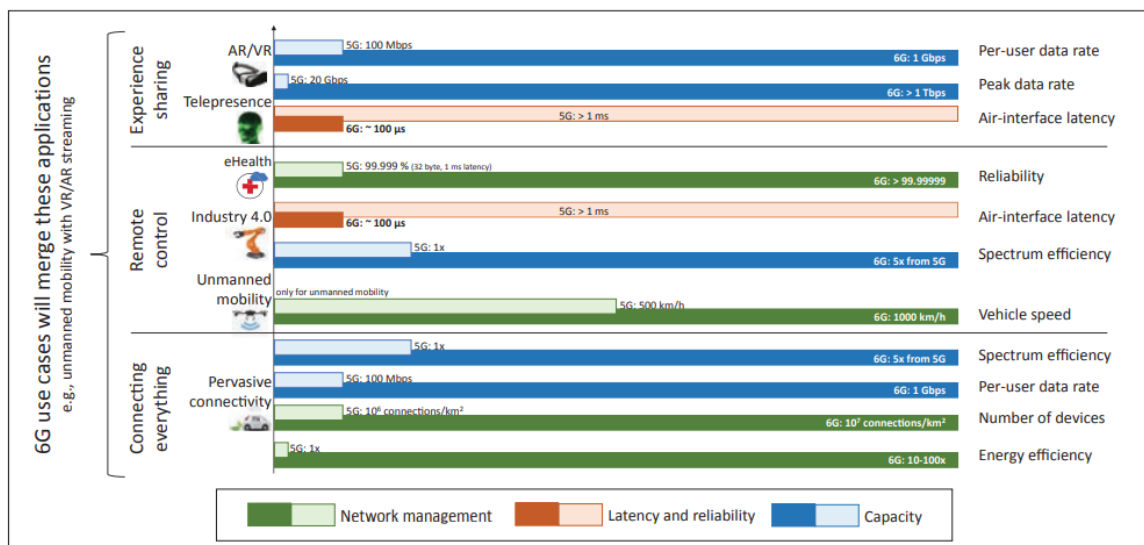 6G use cases will merge these applications
e.g., unmanned mobility with VR/AR streaming
Experience
sharing
AR/VR
5G: 100 Mbps
6G: 1 Gbps
Per-user data rate
5G: 20 Gbps
6G: > 1 Tbps
Peak data rate
Telepresence
5G: > 1 ms
6G: ~ 100 µs
Air-interface latency
Remote
control
eHealth
5G: 99.999 % (32 byte, 1 ms latency)
6G: > 99.99999
Reliability
Industry 4.0
5G: > 1 ms
6G: ~ 100µs
Air-interface latency
5G: 1x
6G: 5x from 5G
Spectrum efficiency
Unmanned
mobility
only for unmanned mobility
5G: 500 km/h
6G: 1000 km/h
Vehicle speed
Connecting
everything
5G: 1x
6G: 5x from 5G
Spectrum efficiency
Pervasive
connectivity
5G: 100 Mbps
6G: 1 Gbps
Per-user data rate
5G: 10⁶ connections/km²
6G: 10⁷ connections/km²
Number of devices
5G: 1x
6G: 10-100x
Energy efficiency
Network management
Latency and reliability
Capacity